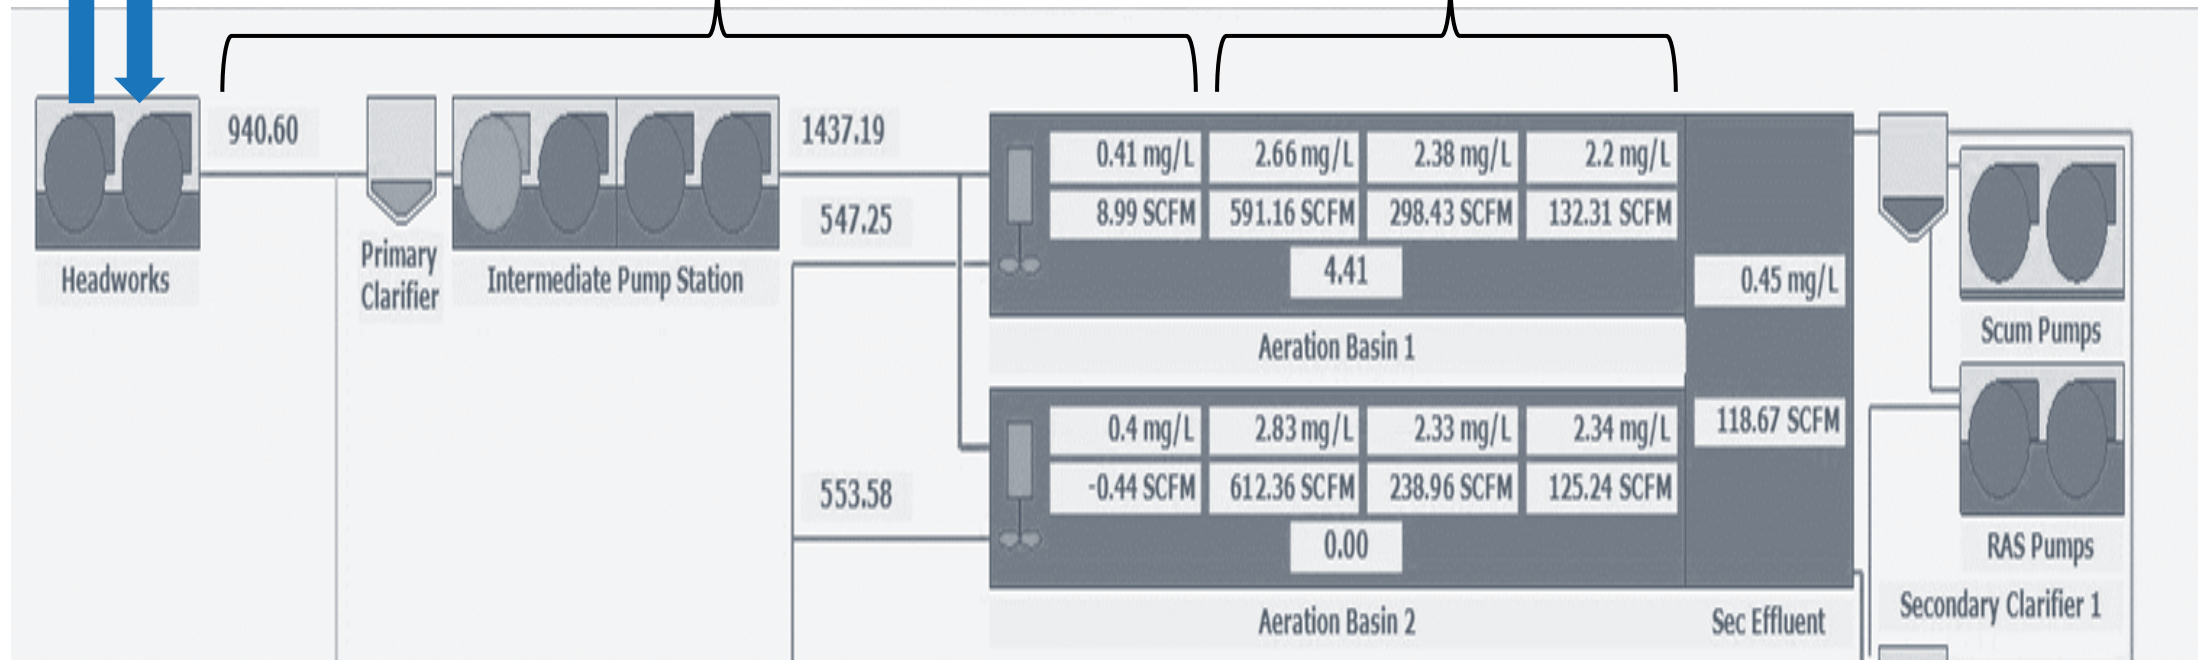 940.60
1437.19
547.25
553.58
Headworks
Primary
Clarifier
Intermediate Pump Station
0.41 mg/L 2.66 mg/L 2.38 mg/L 2.2 mg/L
8.99 SCFM 591.16 SCFM 298.43 SCFM 132.31 SCFM
4.41
Aeration Basin 1
0.4 mg/L 2.83 mg/L 2.33 mg/L 2.34 mg/L
-0.44 SCFM 612.36 SCFM 238.96 SCFM 125.24 SCFM
0.00
Aeration Basin 2
0.45 mg/L
118.67 SCFM
Sec Effluent
Scum Pumps
RAS Pumps
Secondary Clarifier 1